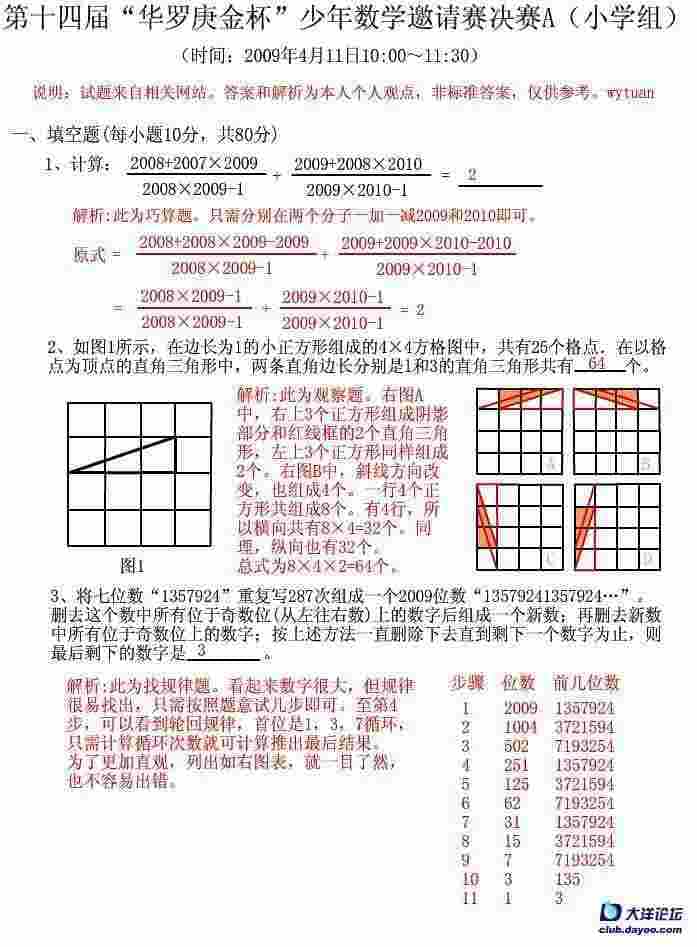 第十四届“华罗庚金杯”少年数学邀请赛决赛A（小学组）
（时间：2009年4月11日10:00～11:30）
说明：试题来自相关网站。答案和解析为本人个人观点，非标准答案，仅供参考。wytuan
一、填空题(每小题10分，共80分)
1、计算：
2008+2007×2009 / 2008×2009-1 + 2009+2008×2010 / 2009×2010-1 = 2
解析:此为巧算题。只需分别在两个分子一加一减2009和2010即可。
原式 = 2008+2008×2009-2009 / 2008×2009-1 + 2009+2009×2010-2010 / 2009×2010-1
= 2008×2009-1 / 2008×2009-1 + 2009×2010-1 / 2009×2010-1 = 2
2、如图1所示，在边长为1的小正方形组成的4×4方格图中，共有25个格点．在以格
点为顶点的直角三角形中，两条直角边长分别是1和3的直角三角形共有 64 个。
图1
解析:此为观察题。右图A
中，右上3个正方形组成阴影
部分和红线框的2个直角三角
形，左上3个正方形同样组成
2个。右图B中，斜线方向改
变，也组成4个。一行4个正
方形共组成8个。有4行，所
以横向共有8×4=32个。同
理，纵向也有32个。
总式为8×4×2=64个。
A
B
C
D
3、将七位数“1357924”重复写287次组成一个2009位数“13579241357924…”。
删去这个数中所有位于奇数位(从左往右数)上的数字后组成一个新数；再删去新数
中所有位于奇数位上的数字；按上述方法一直删除下去直到剩下一个数字为止，则
最后剩下的数字是 3 。
解析:此为找规律题。看起来数字很大，但规律
很易找出，只需按照题意试几步即可。至第4
步，可以看到轮回规律，首位是1，3，7循环，
只需计算循环次数就可计算推出最后结果。
为了更加直观，列出如右图表，就一目了然，
也不容易出错。
步骤 位数 前几位数
1 2009 1357924
2 1004 3721594
3 502 7193254
4 251 1357924
5 125 3721594
6 62 7193254
7 31 1357924
8 15 3721594
9 7 7193254
10 3 135
11 1 3
大洋论坛
club.dayoo.com